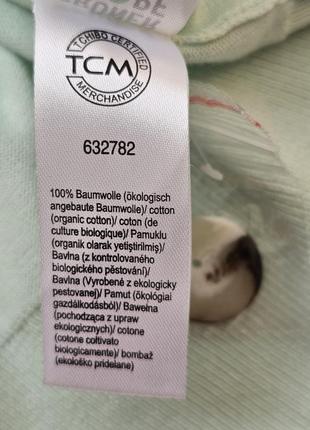 TCHIBO CERTIFIED
TCM
MERCHANDISE
632782
100% Baumwolle (ökologisch
angebaute Baumwolle)/ cotton
(organic cotton)/ coton (de
culture biologique)/ Pamuklu
(organik olarak yetiştirilmiş)/
Bavlna (z kontrolovaného
biologického pěstování)/
Bavlna (Vyrobené z ekologicky
pestovanej)/ Pamut (ökológiai
gazdálkodásból)/ Bawełna
(pochodząca z upraw
ekologicznych)/ cotone
(cotone coltivato
biologicamente)/ bombaž
(ekološko pridelane)